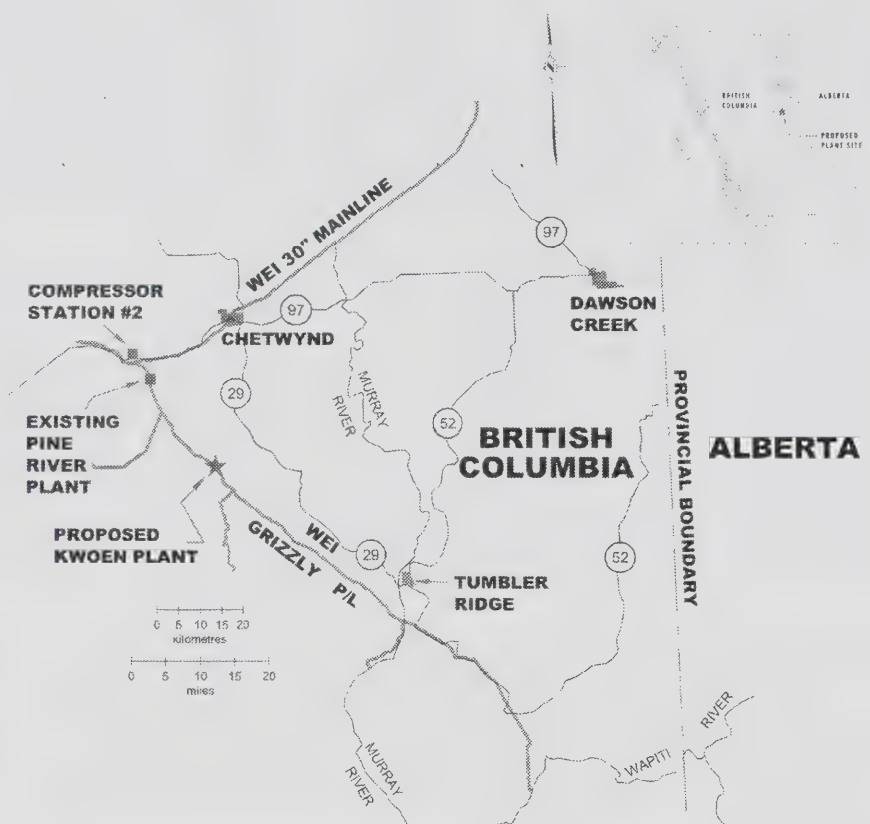 BRITISH
COLUMBIA
ALBERTA
PROPOSED
PLANT SITE
WEI 30" MAINLINE
97
DAWSON
CREEK
COMPRESSOR
STATION #2
97
CHETWYND
29
MURRAY
RIVER
52
EXISTING
PINE
RIVER
PLANT
BRITISH
COLUMBIA
PROVINCIAL BOUNDARY
ALBERTA
PROPOSED
KWOEN PLANT
WEI
GRIZZLY P/L
29
52
TUMBLER
RIDGE
0 5 10 15 20
kilometres
0 5 10 15 20
miles
MURRAY
RIVER
WAPITI
RIVER